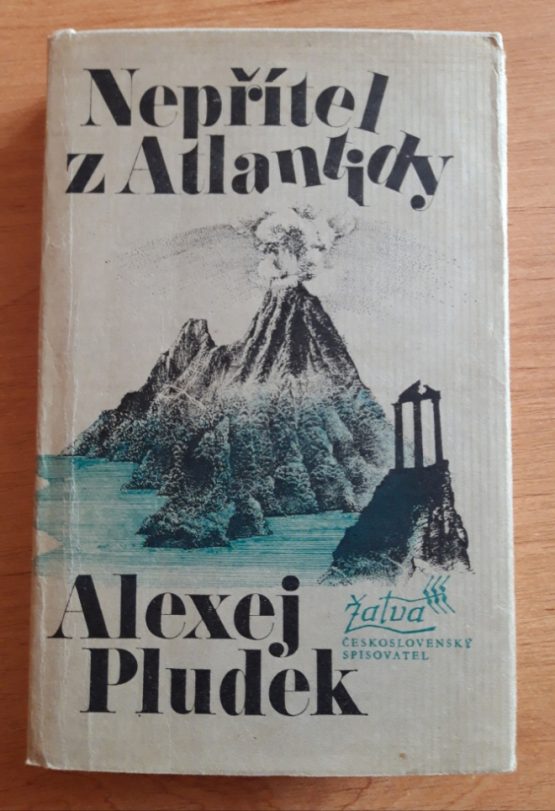 Nepřítel
z Atlantidy
Alexej
Pludek
Žatva
ČESKOSLOVENSKÝ
SPISOVATEL